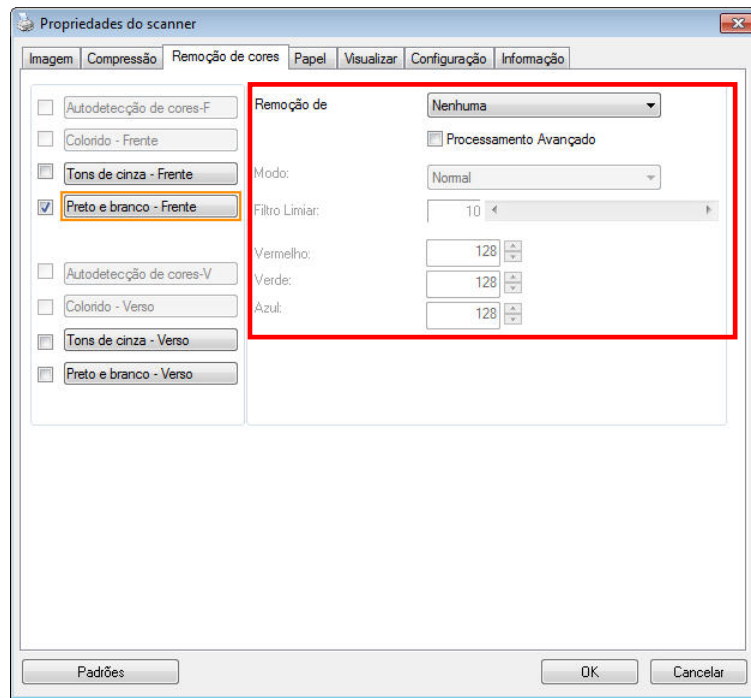 Propriedades do scanner
Imagem Compressão Remoção de cores Papel Visualizar Configuração Informação
Autodetecção de cores-F
Colorido - Frente
Tons de cinza - Frente
Preto e branco - Frente
Autodetecção de cores-V
Colorido - Verso
Tons de cinza - Verso
Preto e branco - Verso
Remoção de Nenhuma
Processamento Avançado
Modo: Normal
Filtro Limiar: 10
Vermelho: 128
Verde: 128
Azul: 128
Padrões OK Cancelar